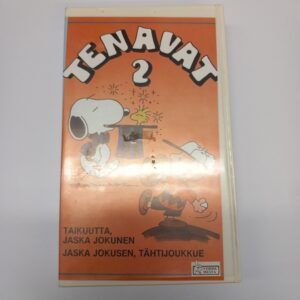 TENAVAT
2
TAIKUUTTA,
JASKA JOKUNEN
JASKA JOKUSEN, TÄHTIJOUKKUE